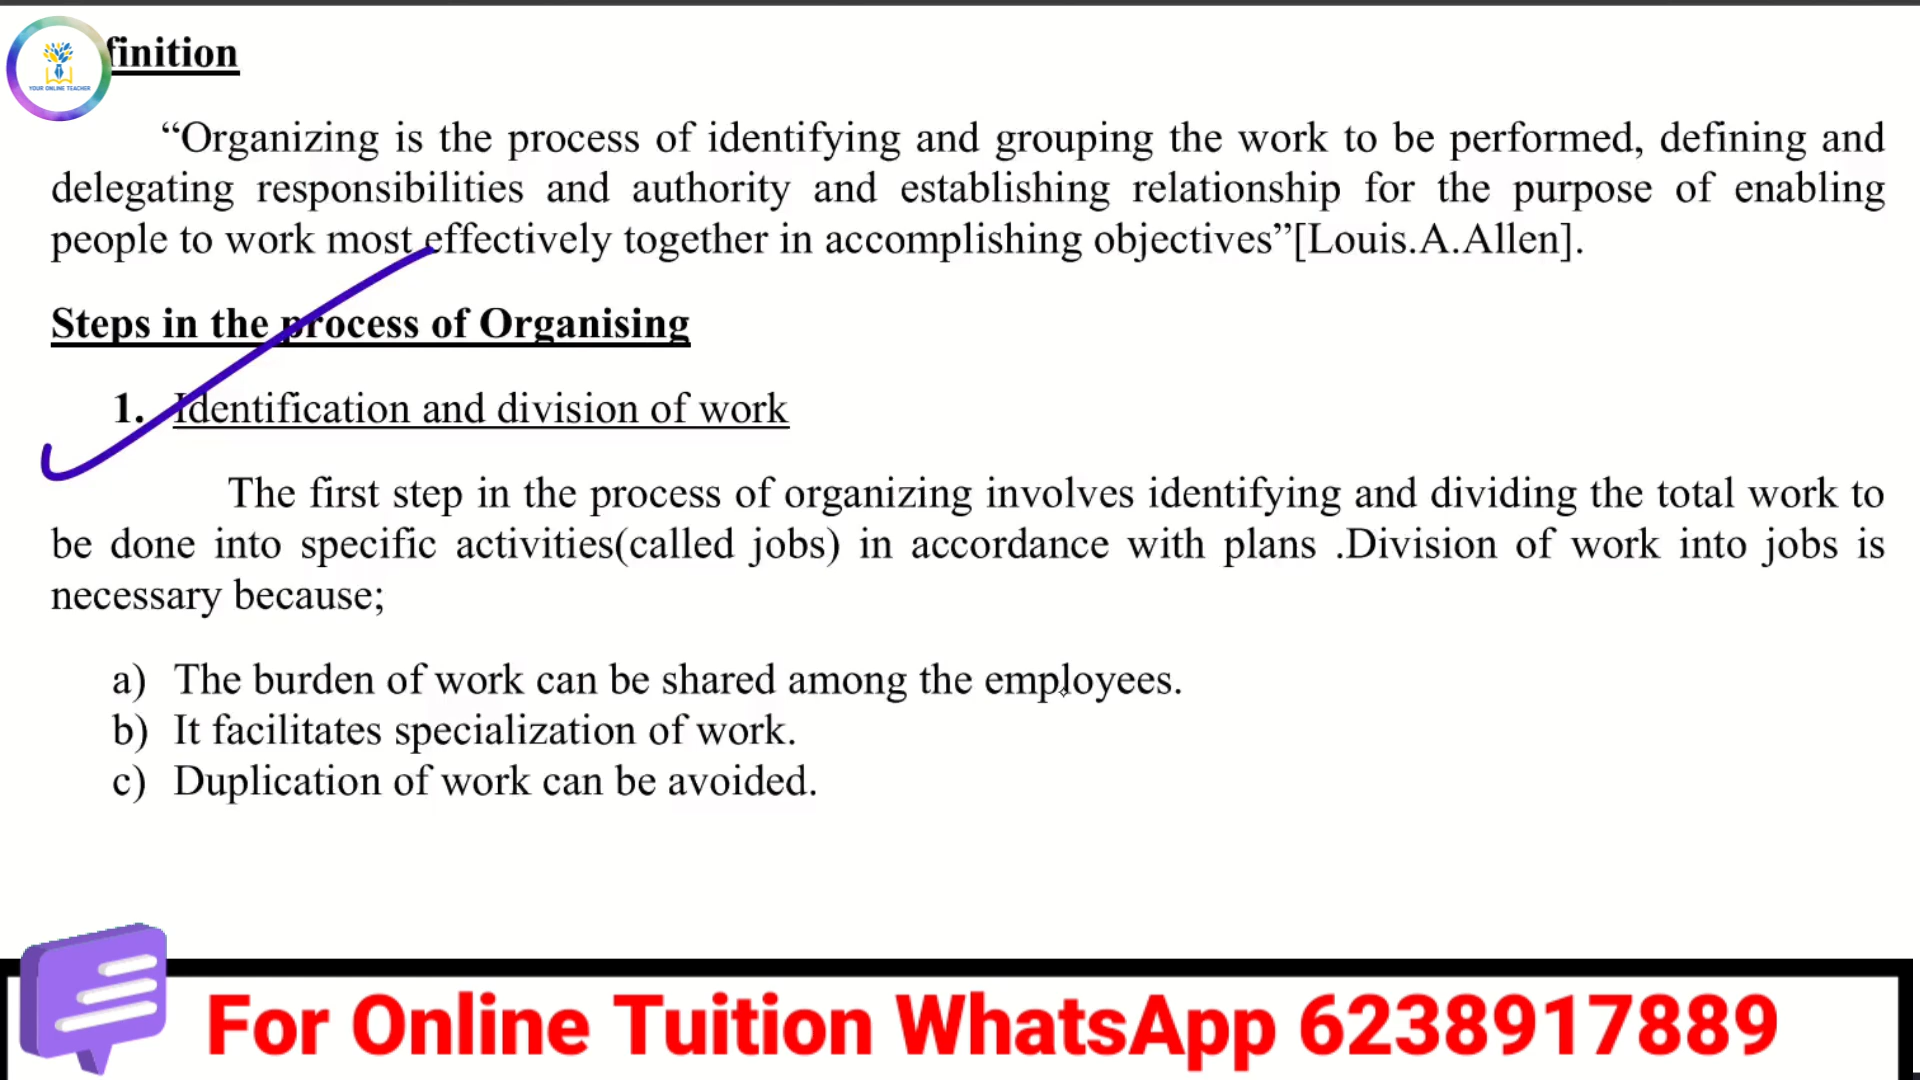 finition
YOUR ONLINE TEACHER
“Organizing is the process of identifying and grouping the work to be performed, defining and
delegating responsibilities and authority and establishing relationship for the purpose of enabling
people to work most effectively together in accomplishing objectives”[Louis.A.Allen].
Steps in the process of Organising
1. Identification and division of work
The first step in the process of organizing involves identifying and dividing the total work to
be done into specific activities(called jobs) in accordance with plans .Division of work into jobs is
necessary because;
a) The burden of work can be shared among the employees.
b) It facilitates specialization of work.
c) Duplication of work can be avoided.
For Online Tuition WhatsApp 6238917889